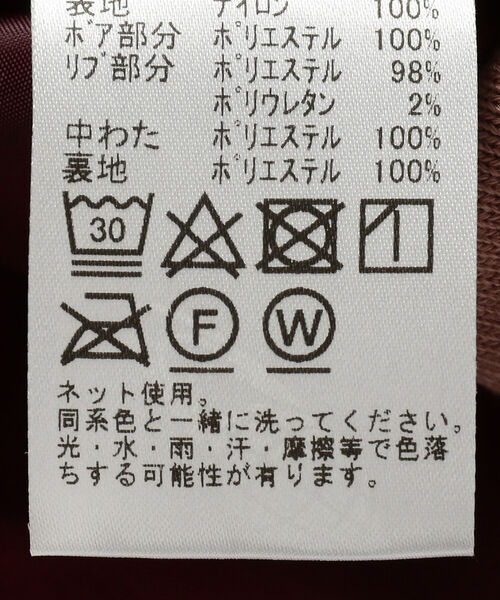 表地 ナイロン 100%
ボア部分 ポリエステル 100%
リブ部分 ポリエステル 98%
ポリウレタン 2%
中わた ポリエステル 100%
裏地 ポリエステル 100%
30
F W
ネット使用。
同系色と一緒に洗ってください。
光・水・雨・汗・摩擦等で色落
ちする可能性が有ります。